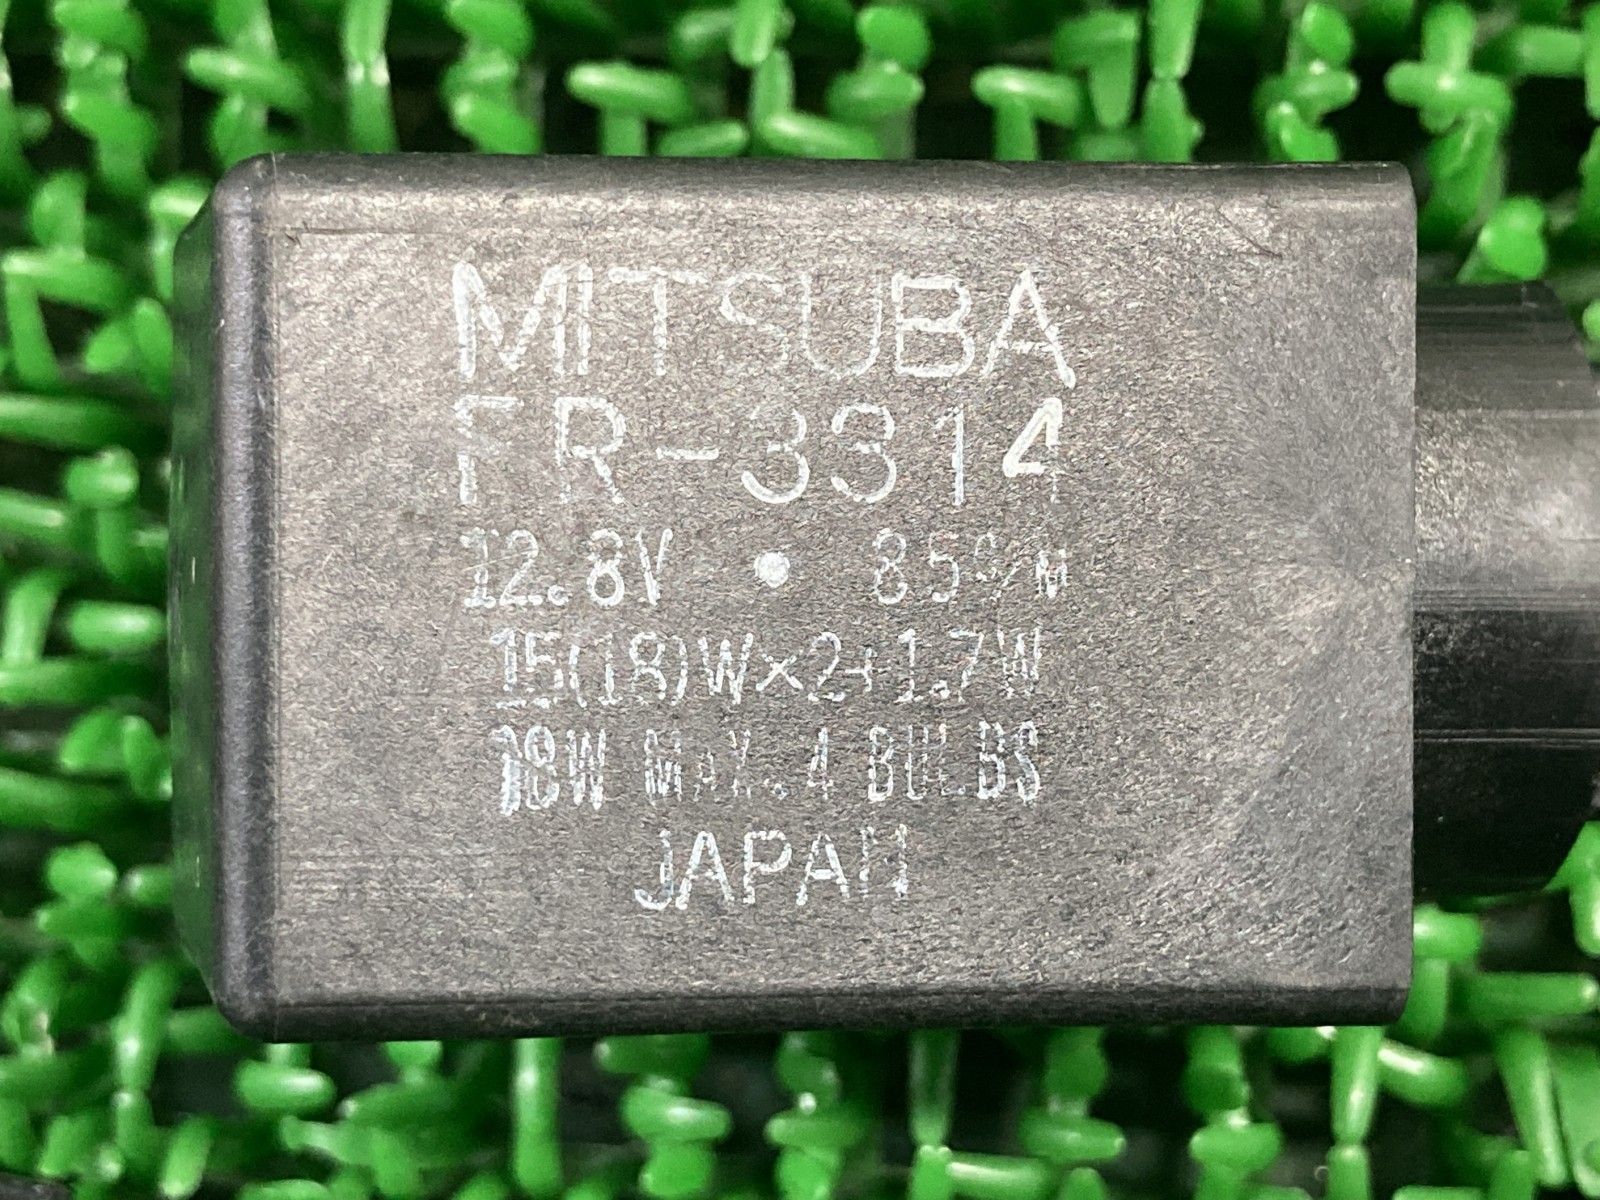 MITSUBA
FR-3314
12.8V • 85c/M
15(18)W×2+1.7W
18W MAX.4 BULBS
JAPAN